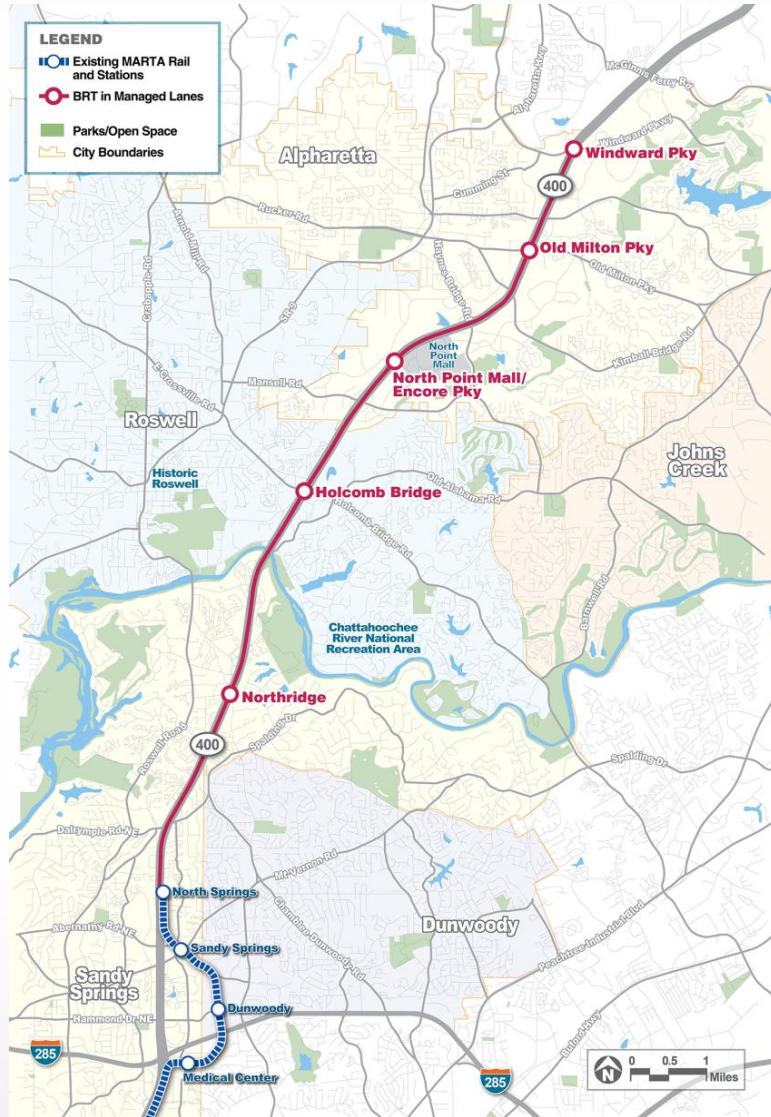 LEGEND
Existing MARTA Rail
and Stations
BRT in Managed Lanes
Parks/Open Space
City Boundaries
McGinnis Ferry Rd
Alpharetta Hwy
Windward Pkwy
Windward Pky
Alpharetta
Cumming St
400
Rucker Rd
Arnold Mill Rd
Old Milton Pky
Haynes Bridge Rd
Old Milton Pky
Crabapple Rd
SR-9
North
Point
Mall
Kimball Bridge Rd
E Crossville Rd
Mansell Rd
North Point Mall/
Encore Pky
Roswell
Johns
Creek
Historic
Roswell
Holcomb Bridge
Old Alabama Rd
Holcomb Bridge Rd
Barnwell Rd
Chattahoochee
River National
Recreation Area
Northridge
Roswell Road
400
Spalding Dr
Spalding Dr
Dalrymple Rd NE
Mt Vernon Rd
North Springs
Chamblee Dunwoody Rd
Abernathy Rd NE
Dunwoody
Peachtree Industrial Blvd
Sandy Springs
Sandy
Springs
Dunwoody
Hammond Dr NE
Buford Hwy
285
Medical Center
285
N
0 0.5 1
Miles